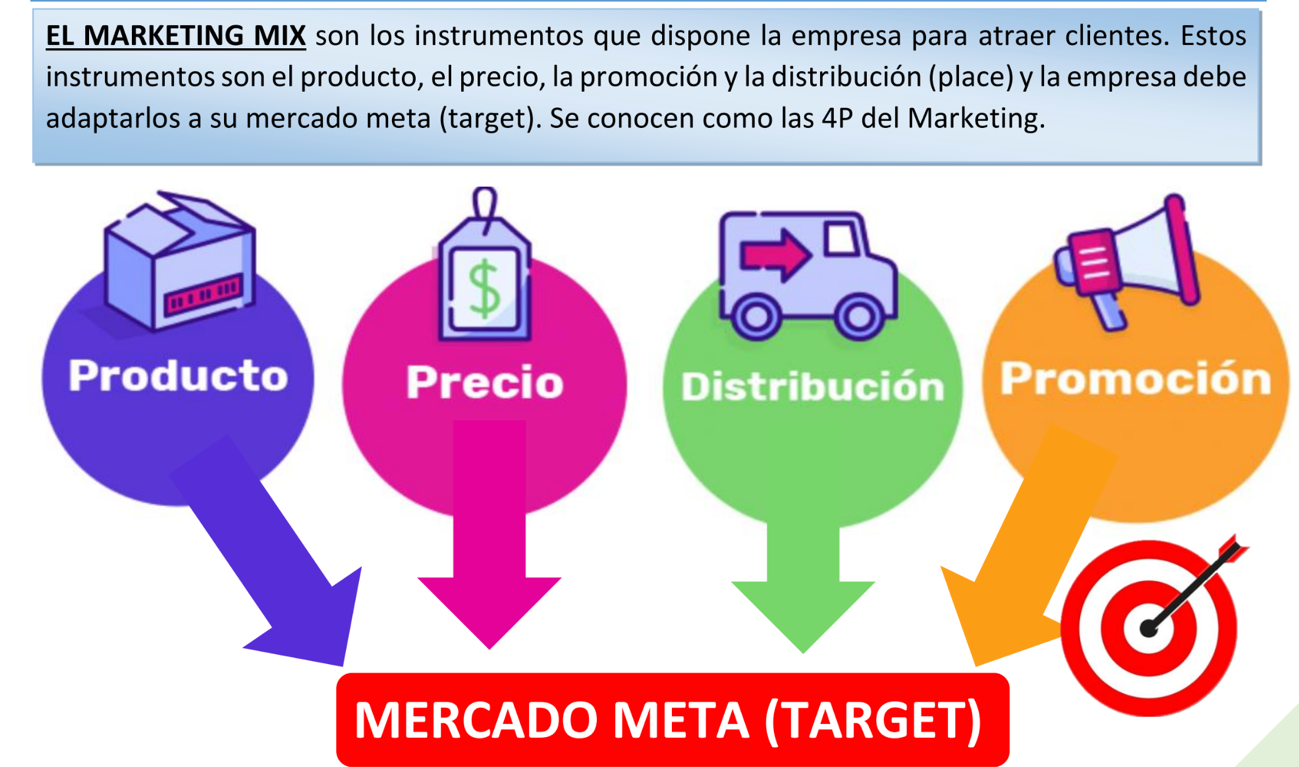 EL MARKETING MIX son los instrumentos que dispone la empresa para atraer clientes. Estos
instrumentos son el producto, el precio, la promoción y la distribución (place) y la empresa debe
adaptarlos a su mercado meta (target). Se conocen como las 4P del Marketing.
$
Producto
Precio
Distribución
Promoción
MERCADO META (TARGET)